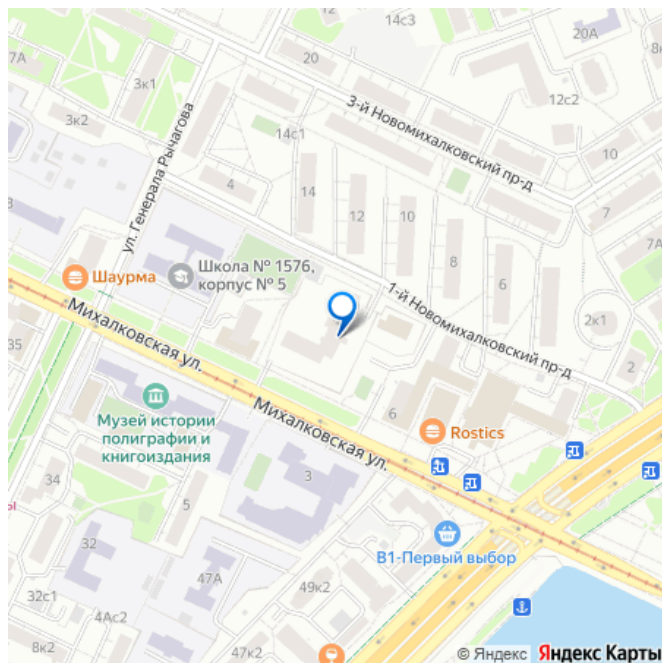 14с3
20А
8к
7А
3к1
20
12с2
3к2
ул. Генерала Рычагова
14с1
3-й Новомихалковский пр-д
10
4
14
12
10
7
3
8
6
7А
Школа № 1576,
корпус № 5
Шаурма
1-й Новомихалковский пр-д
2к1
Михалковская ул.
35
2
6
Музей истории
полиграфии и
книгоиздания
Михалковская ул.
Rostics
3
34
5
ы
32
В1-Первый выбор
47А
49к2
32с1
4Ас2
8к2
47к2
© Яндекс Яндекс Карты